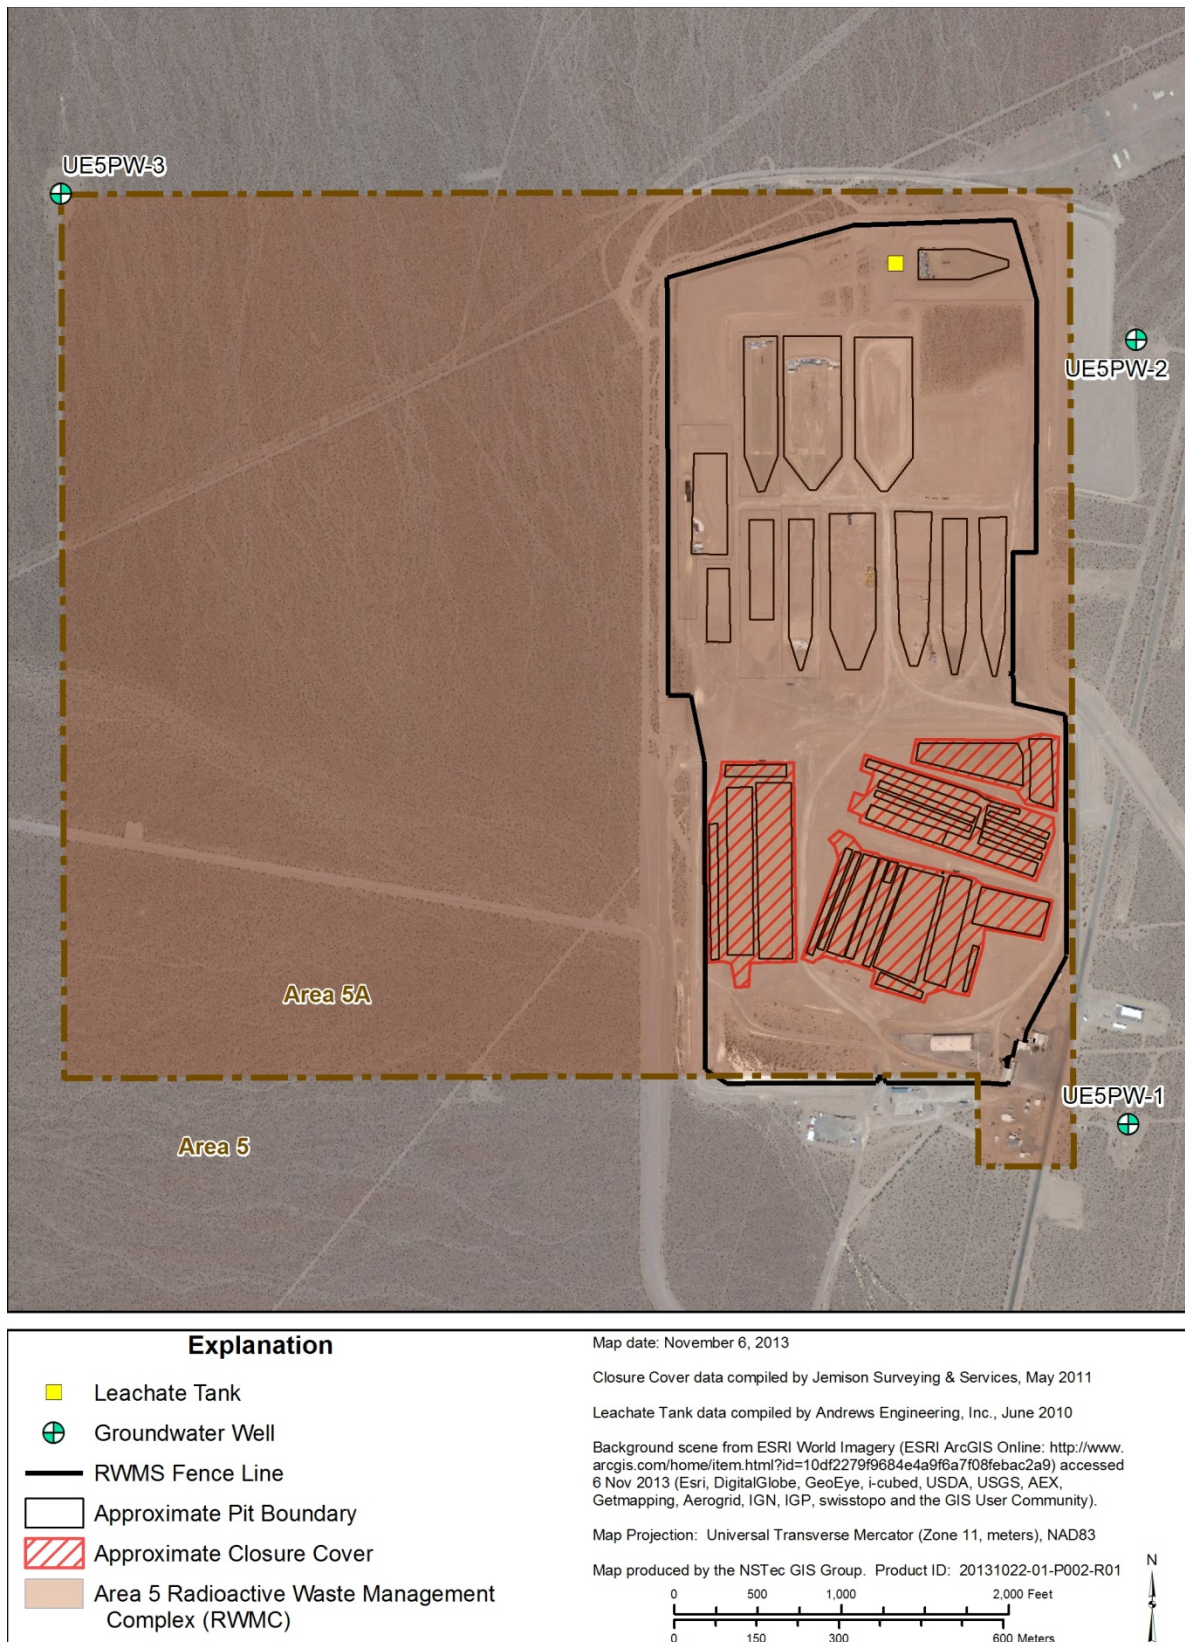 UE5PW-3
UE5PW-2
Area 5A
UE5PW-1
Area 5
Explanation
Leachate Tank
Groundwater Well
RWMS Fence Line
Approximate Pit Boundary
Approximate Closure Cover
Area 5 Radioactive Waste Management
Complex (RWMC)
Map date: November 6, 2013
Closure Cover data compiled by Jemison Surveying & Services, May 2011
Leachate Tank data compiled by Andrews Engineering, Inc., June 2010
Background scene from ESRI World Imagery (ESRI ArcGIS Online: http://www.
arcgis.com/home/item.html?id=10df2279f9684e4a9f6a7f08febac2a9) accessed
6 Nov 2013 (Esri, DigitalGlobe, GeoEye, i-cubed, USDA, USGS, AEX,
Getmapping, Aerogrid, IGN, IGP, swisstopo and the GIS User Community).
Map Projection: Universal Transverse Mercator (Zone 11, meters), NAD83
Map produced by the NSTec GIS Group. Product ID: 20131022-01-P002-R01
N
0 500 1,000 2,000 Feet
0 150 300 600 Meters